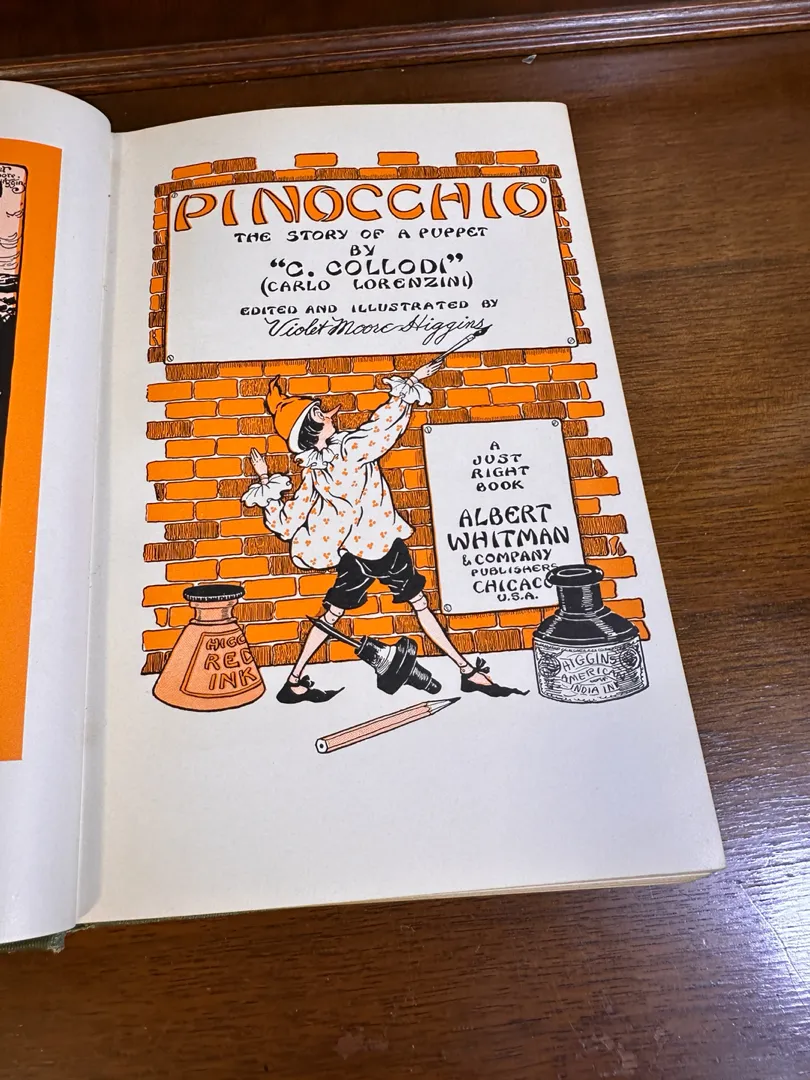 PINOCCHIO
THE STORY OF A PUPPET
BY
"C. COLLODI"
(CARLO LORENZINI)
EDITED AND ILLUSTRATED BY
Violet Moore Higgins
A
JUST
RIGHT
BOOK
ALBERT
WHITMAN
& COMPANY
PUBLISHERS
CHICAGO
U.S.A.
HIGG
RED
INK
HIGGINS
AMERICAN
INDIA INK